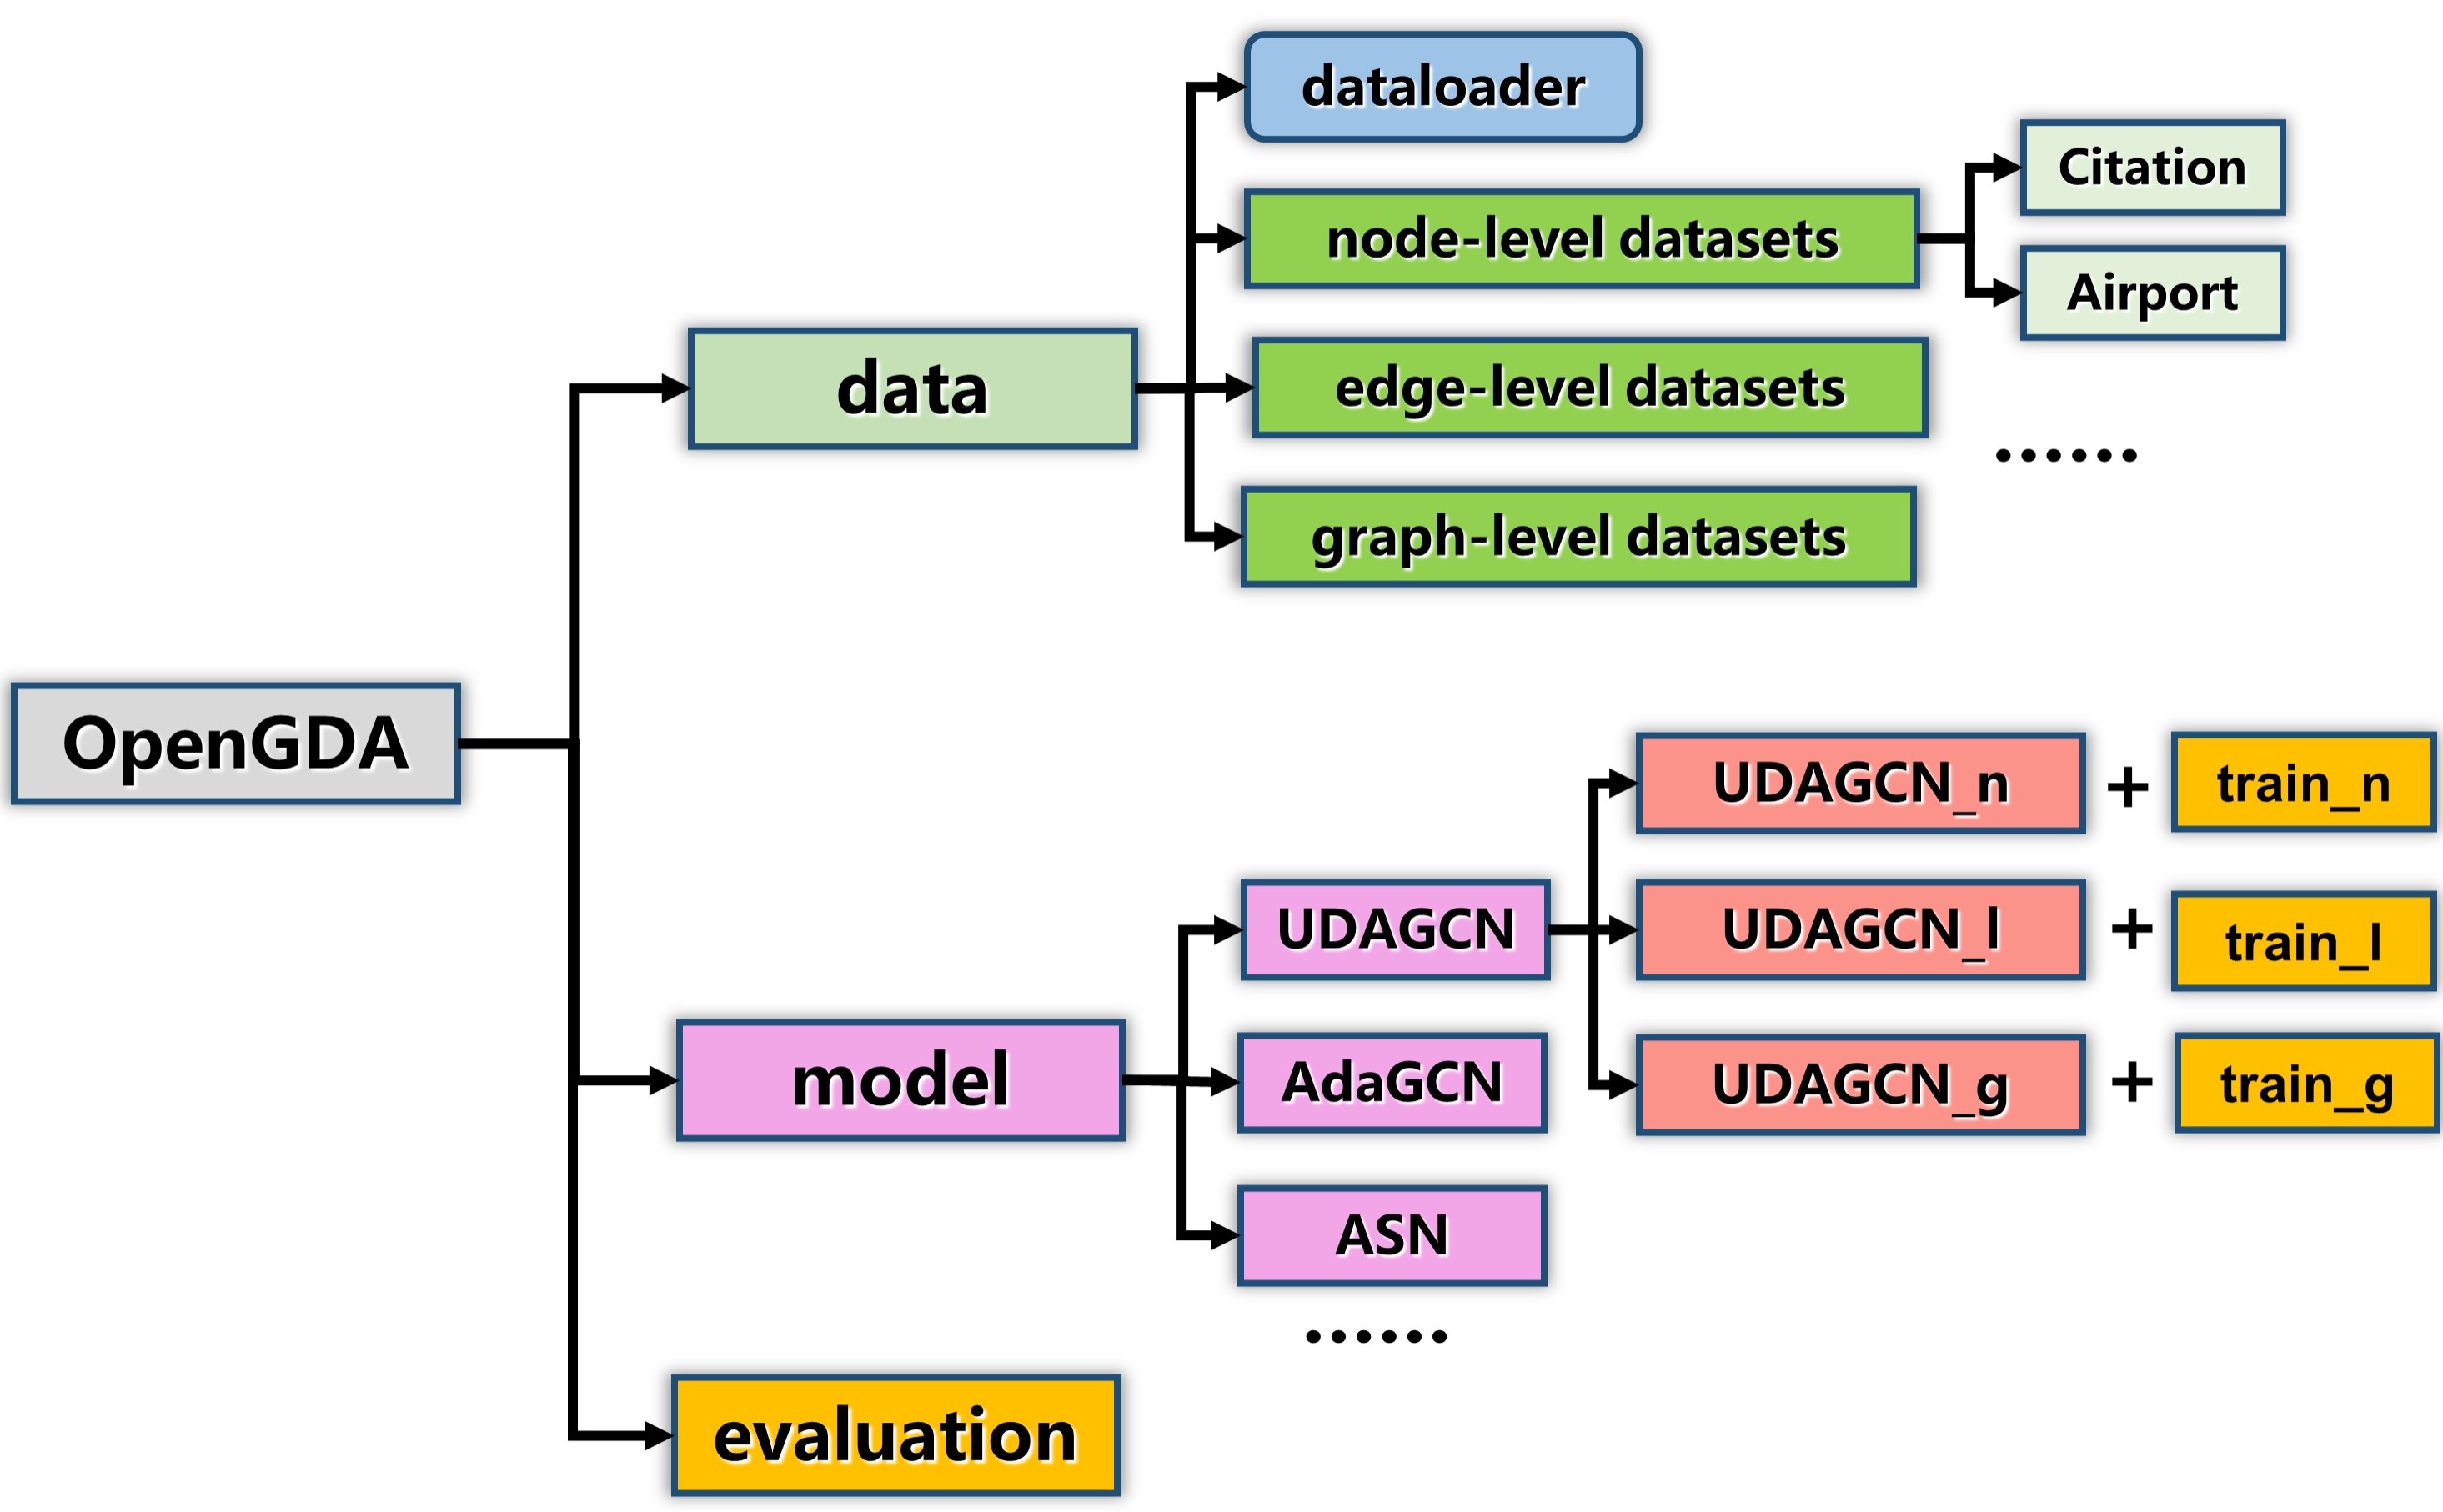 dataloader
Citation
node-level datasets
Airport
data
edge-level datasets
......
graph-level datasets
OpenGDA
UDAGCN_n + train_n
UDAGCN
UDAGCN_l + train_l
model
AdaGCN
UDAGCN_g + train_g
ASN
......
evaluation